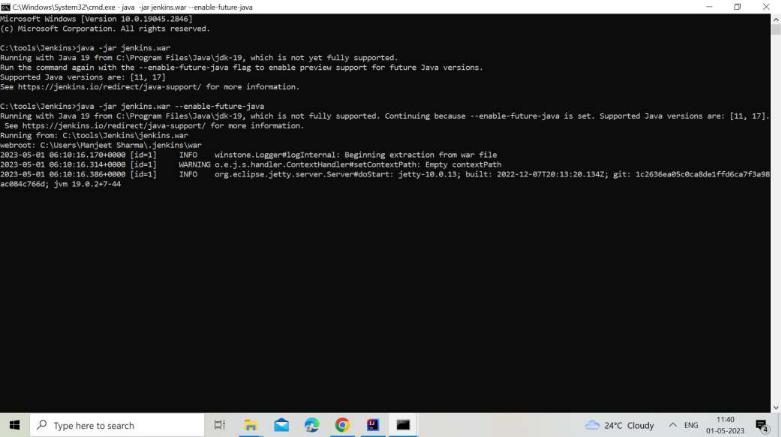 C:\Windows\System32\cmd.exe - java -jar jenkins.war --enable-future-java
Microsoft Windows [Version 10.0.19045.2846]
(c) Microsoft Corporation. All rights reserved.
C:\tools\Jenkins>java -jar jenkins.war
Running with Java 19 from C:\Program Files\Java\jdk-19, which is not yet fully supported.
Run the command again with the --enable-future-java flag to enable preview support for future Java versions.
Supported Java versions are: [11, 17]
See https://jenkins.io/redirect/java-support/ for more information.
C:\tools\Jenkins>java -jar jenkins.war --enable-future-java
Running with Java 19 from C:\Program Files\Java\jdk-19, which is not fully supported. Continuing because --enable-future-java is set. Supported Java versions are: [11, 17].
See https://jenkins.io/redirect/java-support/ for more information.
Running from: C:\tools\Jenkins\jenkins.war
webroot: C:\Users\Manjeet Sharma\.jenkins\war
2023-05-01 06:10:16.170+0000 [id=1] INFO winstone.Logger#logInternal: Beginning extraction from war file
2023-05-01 06:10:16.314+0000 [id=1] WARNING o.e.j.s.handler.ContextHandler#setContextPath: Empty contextPath
2023-05-01 06:10:16.386+0000 [id=1] INFO org.eclipse.jetty.server.Server#doStart: jetty-10.0.13; built: 2022-12-07T20:13:20.134Z; git: 1c2636ea05c0ca8de1ffd6ca7f3a98
ac084c766d; jvm 19.0.2+7-44
Type here to search
24°C Cloudy
ENG
11:40
01-05-2023
4